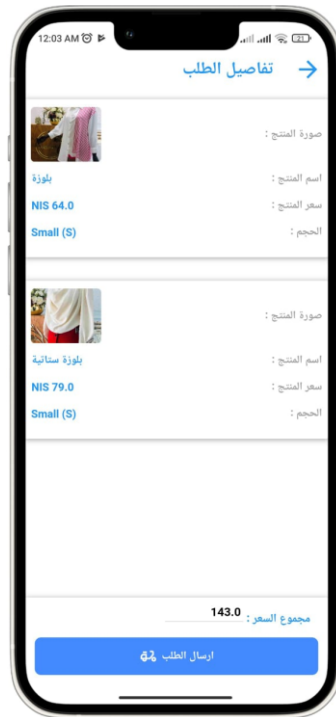 12:03 AM
21
تفاصيل الطلب
صورة المنتج :
اسم المنتج : بلوزة
سعر المنتج : NIS 64.0
الحجم : Small (S)
صورة المنتج :
اسم المنتج : بلوزة ستاتية
سعر المنتج : NIS 79.0
الحجم : Small (S)
مجموع السعر : 143.0
ارسال الطلب